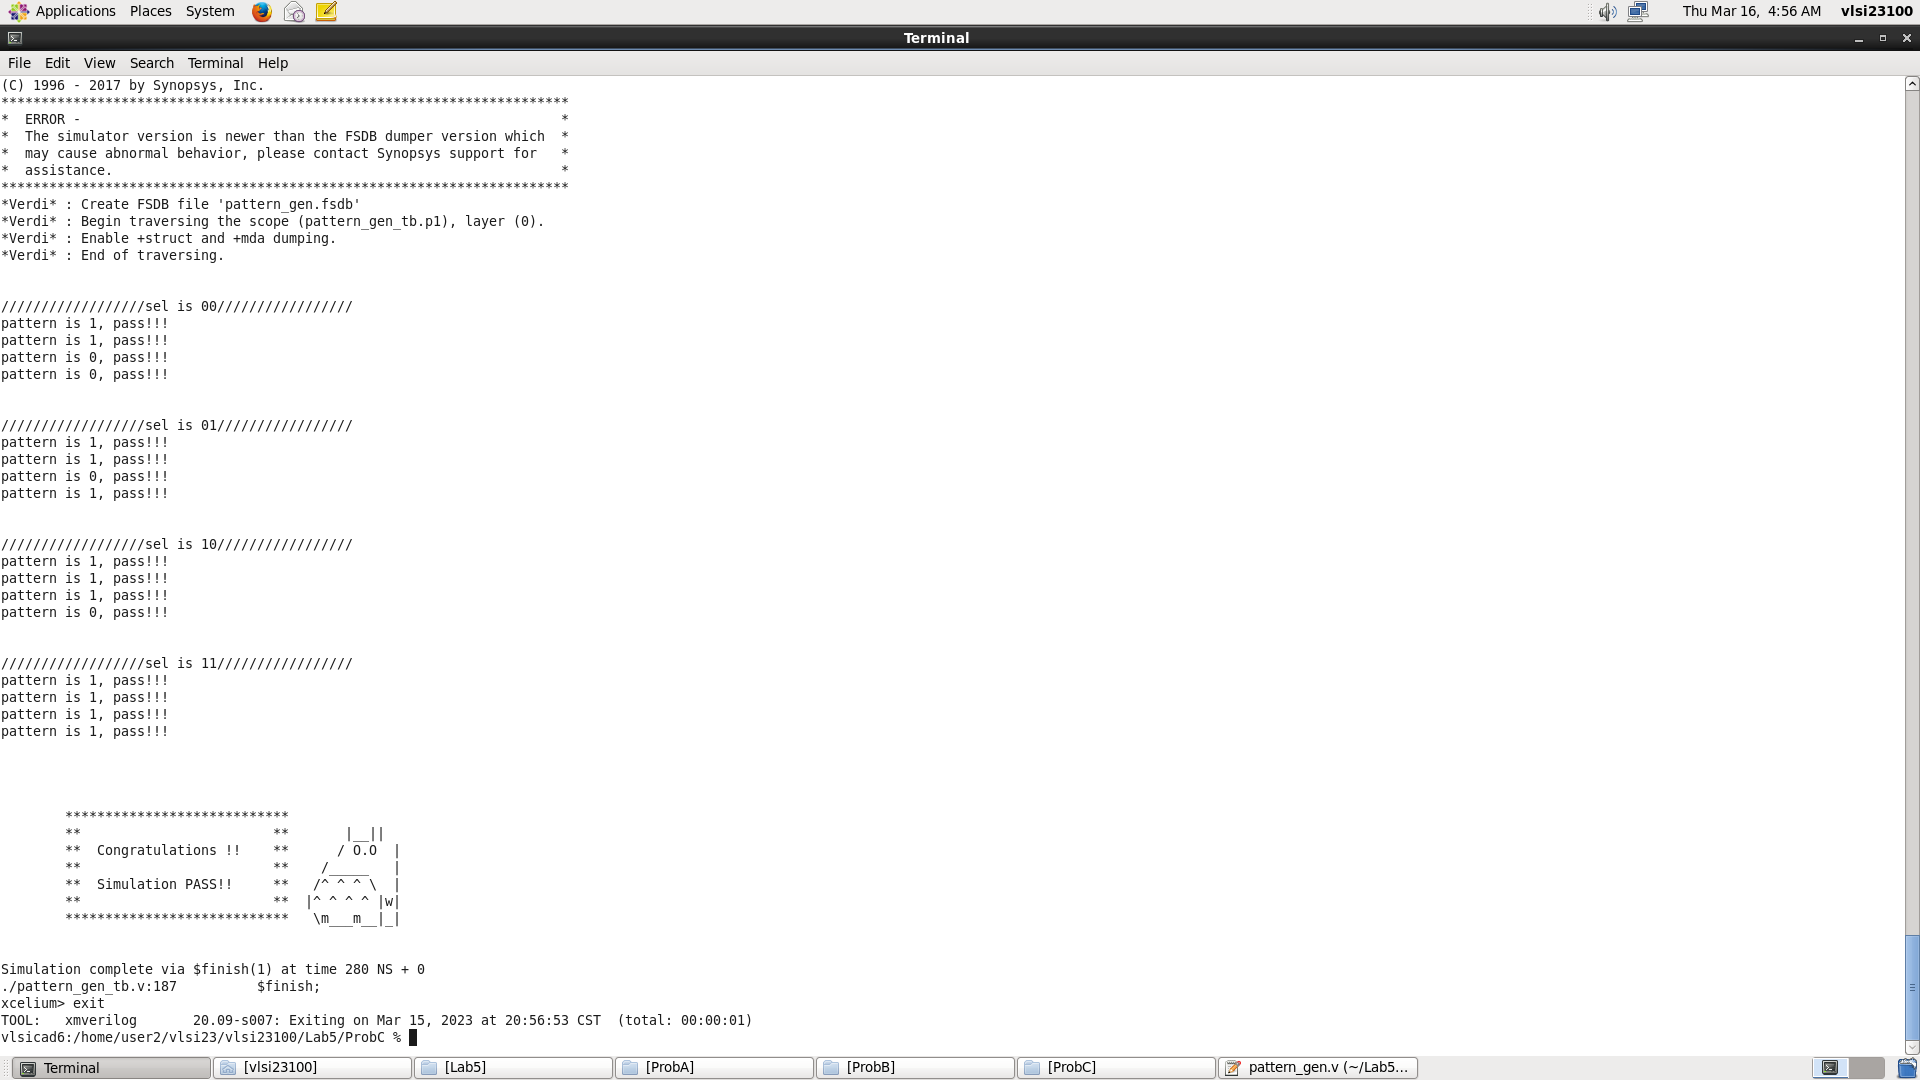 Applications Places System Thu Mar 16, 4:56 AM vlsi23100
Terminal
File Edit View Search Terminal Help
(C) 1996 - 2017 by Synopsys, Inc.
***********************************************************************
*  ERROR -                                                            *
*  The simulator version is newer than the FSDB dumper version which  *
*  may cause abnormal behavior, please contact Synopsys support for   *
*  assistance.                                                        *
***********************************************************************
*Verdi* : Create FSDB file 'pattern_gen.fsdb'
*Verdi* : Begin traversing the scope (pattern_gen_tb.p1), layer (0).
*Verdi* : Enable +struct and +mda dumping.
*Verdi* : End of traversing.
//////////////////sel is 00/////////////////
pattern is 1, pass!!!
pattern is 1, pass!!!
pattern is 0, pass!!!
pattern is 0, pass!!!
//////////////////sel is 01/////////////////
pattern is 1, pass!!!
pattern is 1, pass!!!
pattern is 0, pass!!!
pattern is 1, pass!!!
//////////////////sel is 10/////////////////
pattern is 1, pass!!!
pattern is 1, pass!!!
pattern is 1, pass!!!
pattern is 0, pass!!!
//////////////////sel is 11/////////////////
pattern is 1, pass!!!
pattern is 1, pass!!!
pattern is 1, pass!!!
pattern is 1, pass!!!
        ****************************
        **                        **       |__||
        **  Congratulations !!    **      / O.O  |
        **                        **    /_____   |
        **  Simulation PASS!!     **   /^ ^ ^ \  |
        **                        **  |^ ^ ^ ^ |w|
        ****************************   \m___m__|_|
Simulation complete via $finish(1) at time 280 NS + 0
./pattern_gen_tb.v:187          $finish;
xcelium> exit
TOOL:   xmverilog       20.09-s007: Exiting on Mar 15, 2023 at 20:56:53 CST  (total: 00:00:01)
vlsicad6:/home/user2/vlsi23/vlsi23100/Lab5/ProbC %
Terminal [vlsi23100] [Lab5] [ProbA] [ProbB] [ProbC] pattern_gen.v (~/Lab5...